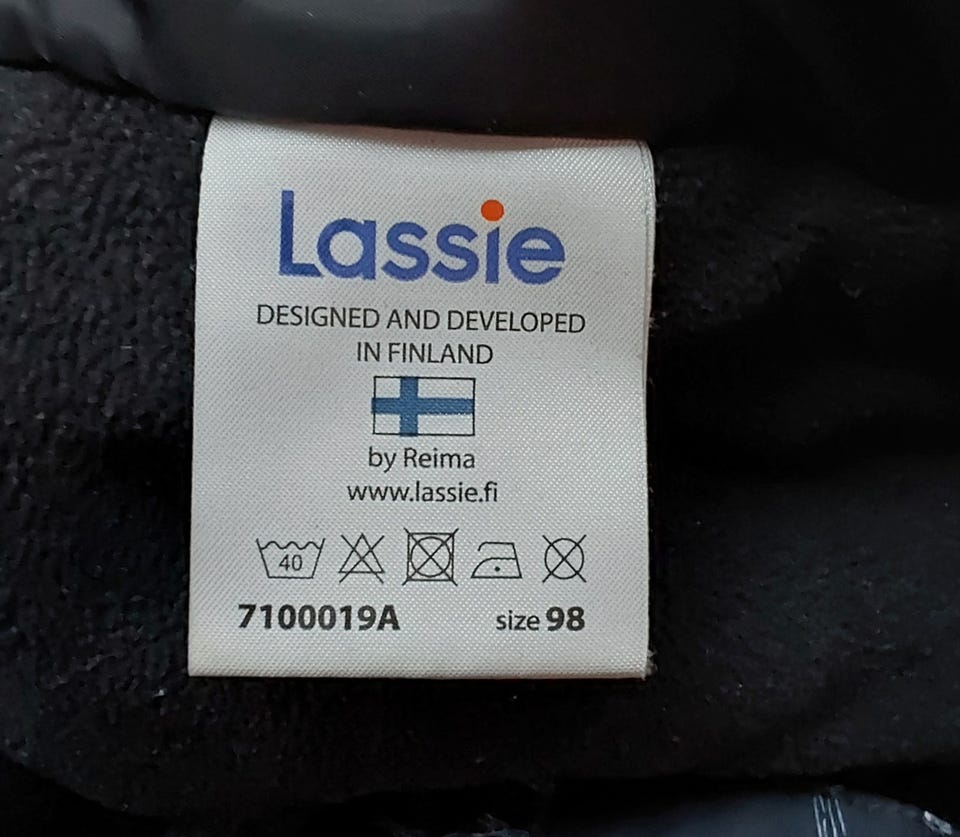 Lassie
DESIGNED AND DEVELOPED
IN FINLAND
by Reima
www.lassie.fi
40
7100019A size 98